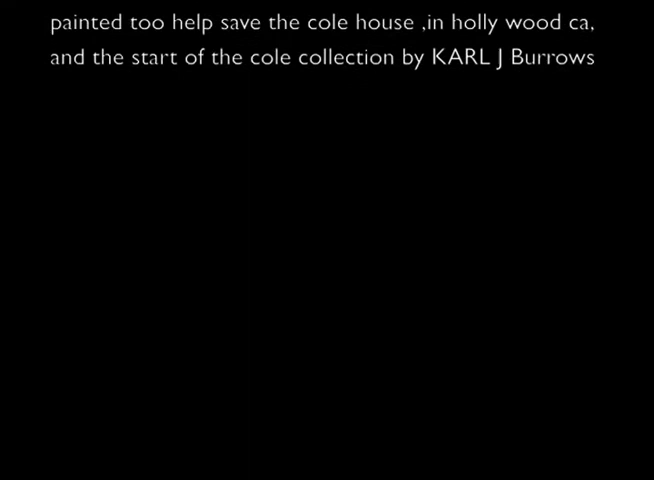 painted too help save the cole house ,in holly wood ca,
and the start of the cole collection by KARL J Burrows